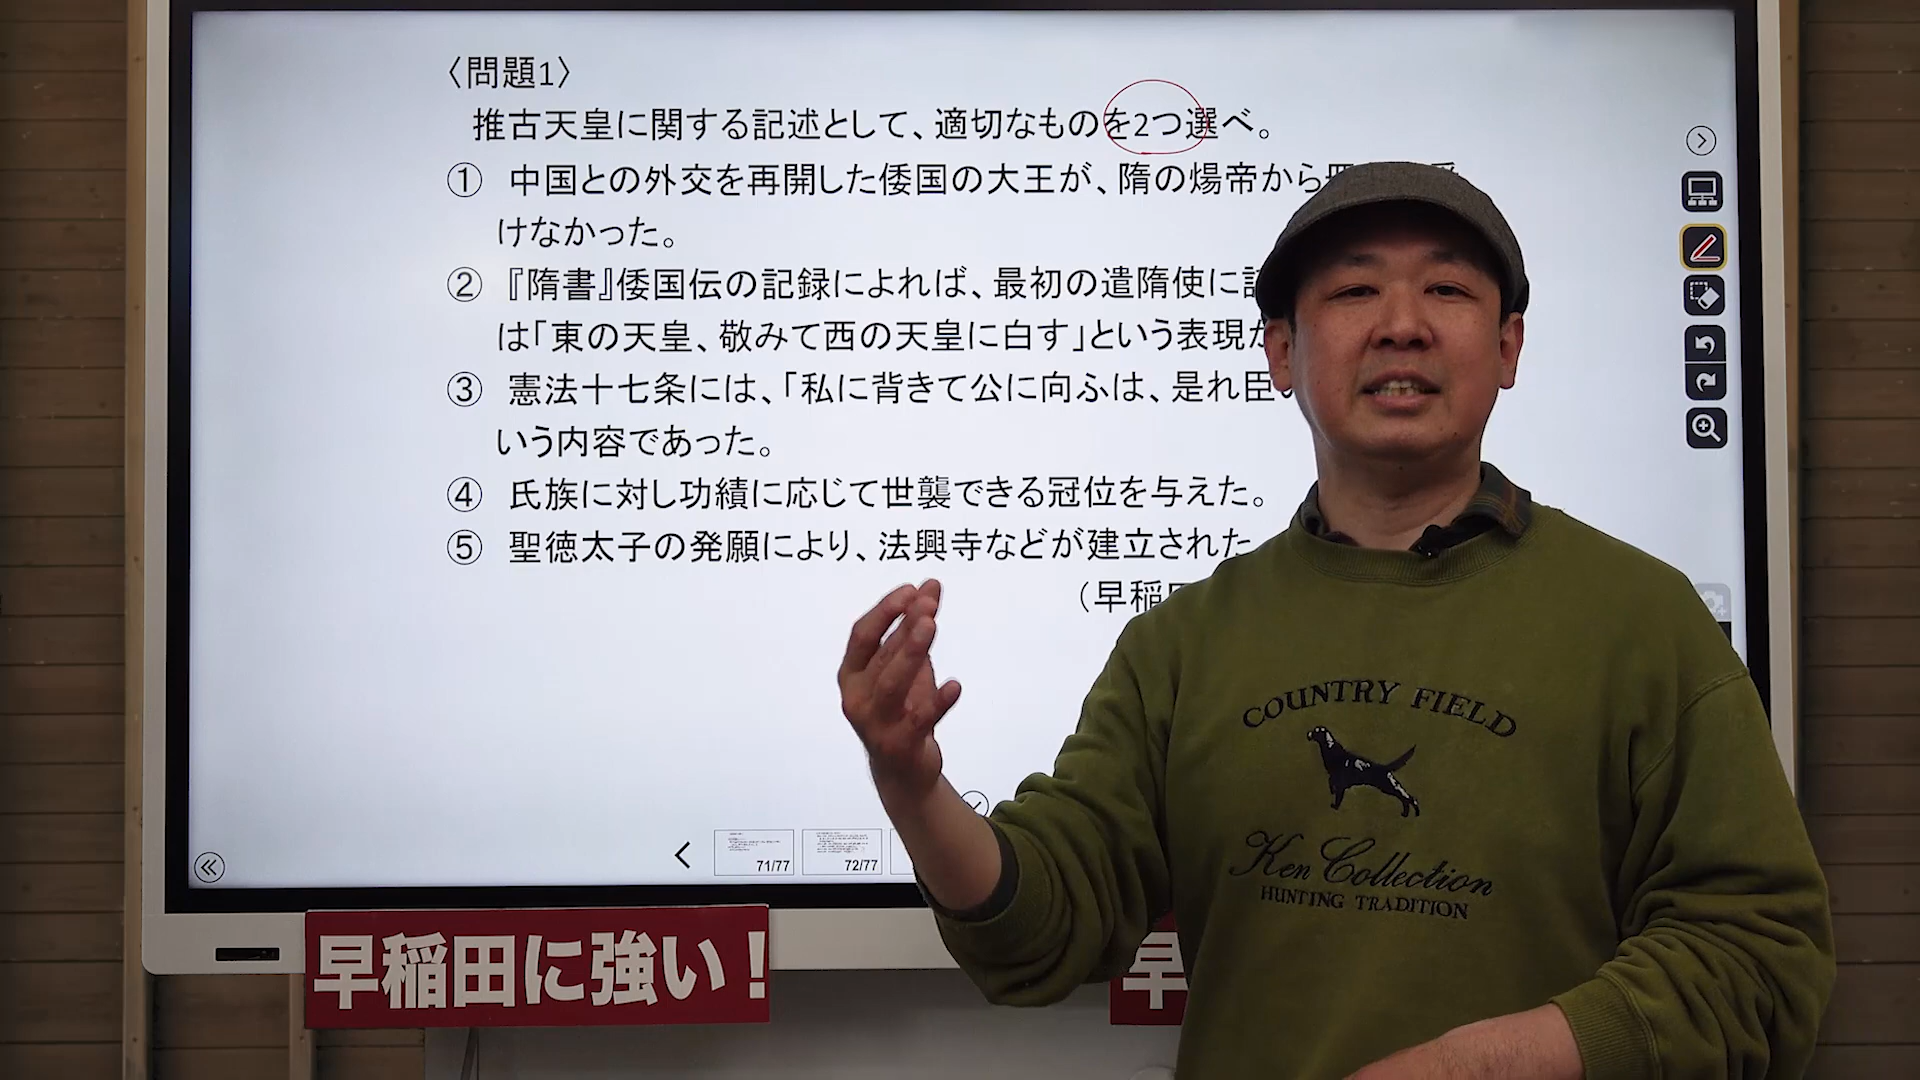 〈問題1〉
推古天皇に関する記述として、適切なものを2つ選べ。
① 中国との外交を再開した倭国の大王が、隋の煬帝から
けなかった。
② 『隋書』倭国伝の記録によれば、最初の遣隋使に
は「東の天皇、敬みて西の天皇に白す」という表現
③ 憲法十七条には、「私に背きて公に向ふは、是れ臣
いう内容であった。
④ 氏族に対し功績に応じて世襲できる冠位を与えた。
⑤ 聖徳太子の発願により、法興寺などが建立された
(早稲田
71/77
72/77
早稲田に強い!
早
COUNTRY FIELD
Ken Collection
HUNTING TRADITION